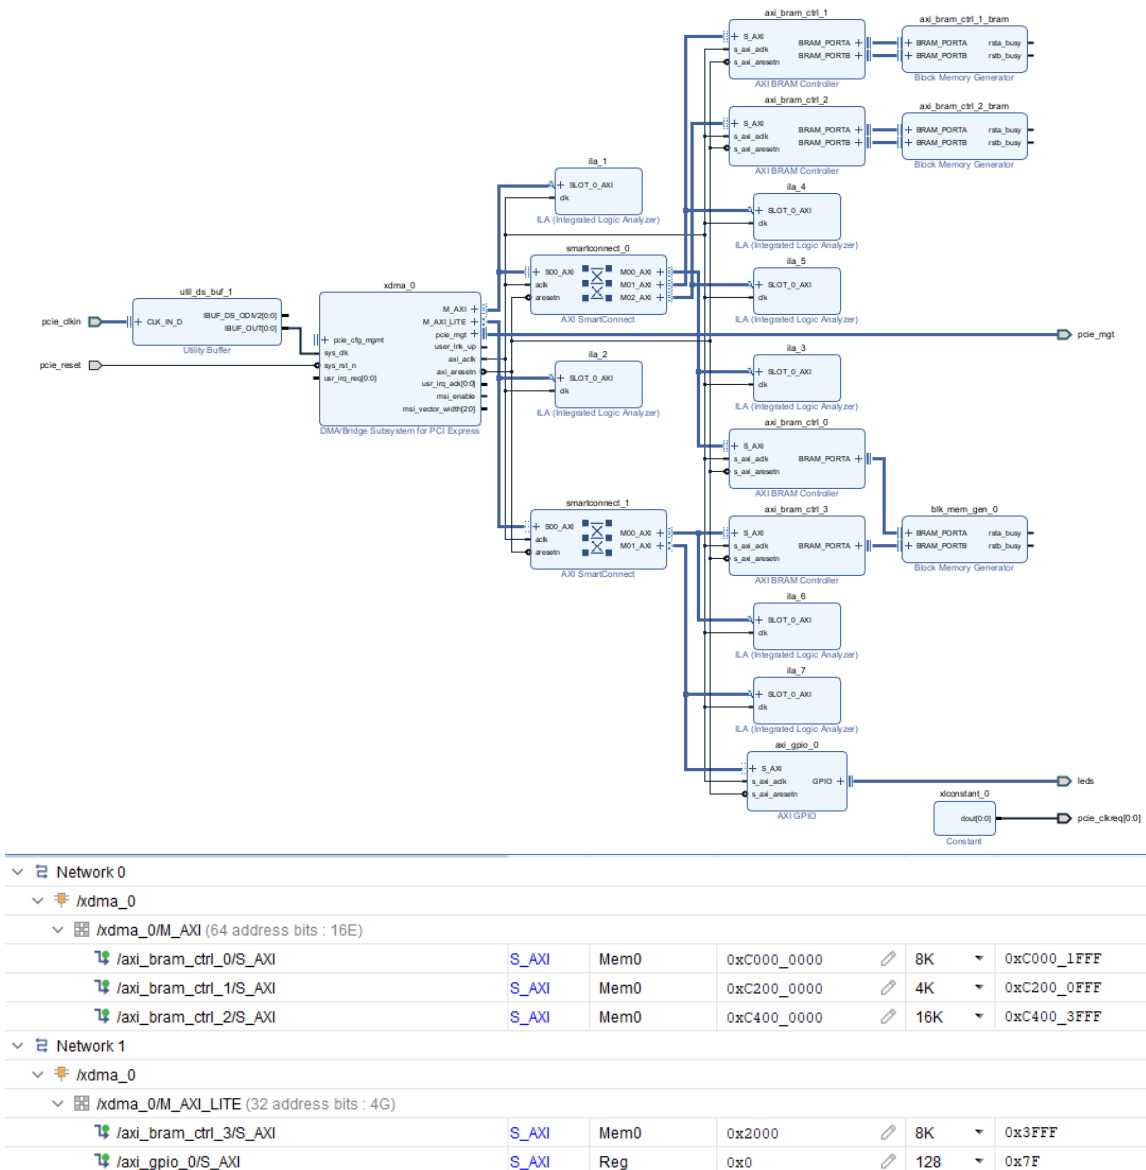 axi_bram_ctrl_1
S_AXI
s_axi_aclk
s_axi_aresetn
BRAM_PORTA
BRAM_PORTB
AXI BRAM Controller
axi_bram_ctrl_1_bram
BRAM_PORTA
BRAM_PORTB
rsta_busy
rstb_busy
Block Memory Generator
axi_bram_ctrl_2
S_AXI
s_axi_aclk
s_axi_aresetn
BRAM_PORTA
BRAM_PORTB
AXI BRAM Controller
axi_bram_ctrl_2_bram
BRAM_PORTA
BRAM_PORTB
rsta_busy
rstb_busy
Block Memory Generator
ila_1
SLOT_0_AXI
clk
ILA (Integrated Logic Analyzer)
ila_4
SLOT_0_AXI
clk
ILA (Integrated Logic Analyzer)
smartconnect_0
S00_AXI
aclk
aresetn
M00_AXI
M01_AXI
M02_AXI
AXI SmartConnect
ila_5
SLOT_0_AXI
clk
ILA (Integrated Logic Analyzer)
pcie_clkin
util_ds_buf_1
CLK_IN_D
IBUF_DS_ODIV2[0:0]
IBUF_OUT[0:0]
Utility Buffer
pcie_reset
xdma_0
pcie_cfg_mgmt
sys_clk
sys_rst_n
usr_irq_req[0:0]
M_AXI
M_AXI_LITE
pcie_mgt
user_lnk_up
axi_aclk
axi_aresetn
usr_irq_ack[0:0]
msi_enable
msi_vector_width[2:0]
DMA/Bridge Subsystem for PCI Express
pcie_mgt
ila_2
SLOT_0_AXI
clk
ILA (Integrated Logic Analyzer)
ila_3
SLOT_0_AXI
clk
ILA (Integrated Logic Analyzer)
axi_bram_ctrl_0
S_AXI
s_axi_aclk
s_axi_aresetn
BRAM_PORTA
AXI BRAM Controller
smartconnect_1
S00_AXI
aclk
aresetn
M00_AXI
M01_AXI
AXI SmartConnect
axi_bram_ctrl_3
S_AXI
s_axi_aclk
s_axi_aresetn
BRAM_PORTA
AXI BRAM Controller
blk_mem_gen_0
BRAM_PORTA
BRAM_PORTB
rsta_busy
rstb_busy
Block Memory Generator
ila_6
SLOT_0_AXI
clk
ILA (Integrated Logic Analyzer)
ila_7
SLOT_0_AXI
clk
ILA (Integrated Logic Analyzer)
axi_gpio_0
S_AXI
s_axi_aclk
s_axi_aresetn
GPIO
AXI GPIO
leds
xlconstant_0
dout[0:0]
Constant
pcie_clkreq[0:0]
Network 0
/xdma_0
/xdma_0/M_AXI (64 address bits : 16E)
/axi_bram_ctrl_0/S_AXI S_AXI Mem0 0xC000_0000 8K 0xC000_1FFF
/axi_bram_ctrl_1/S_AXI S_AXI Mem0 0xC200_0000 4K 0xC200_0FFF
/axi_bram_ctrl_2/S_AXI S_AXI Mem0 0xC400_0000 16K 0xC400_3FFF
Network 1
/xdma_0
/xdma_0/M_AXI_LITE (32 address bits : 4G)
/axi_bram_ctrl_3/S_AXI S_AXI Mem0 0x2000 8K 0x3FFF
/axi_gpio_0/S_AXI S_AXI Reg 0x0 128 0x7F